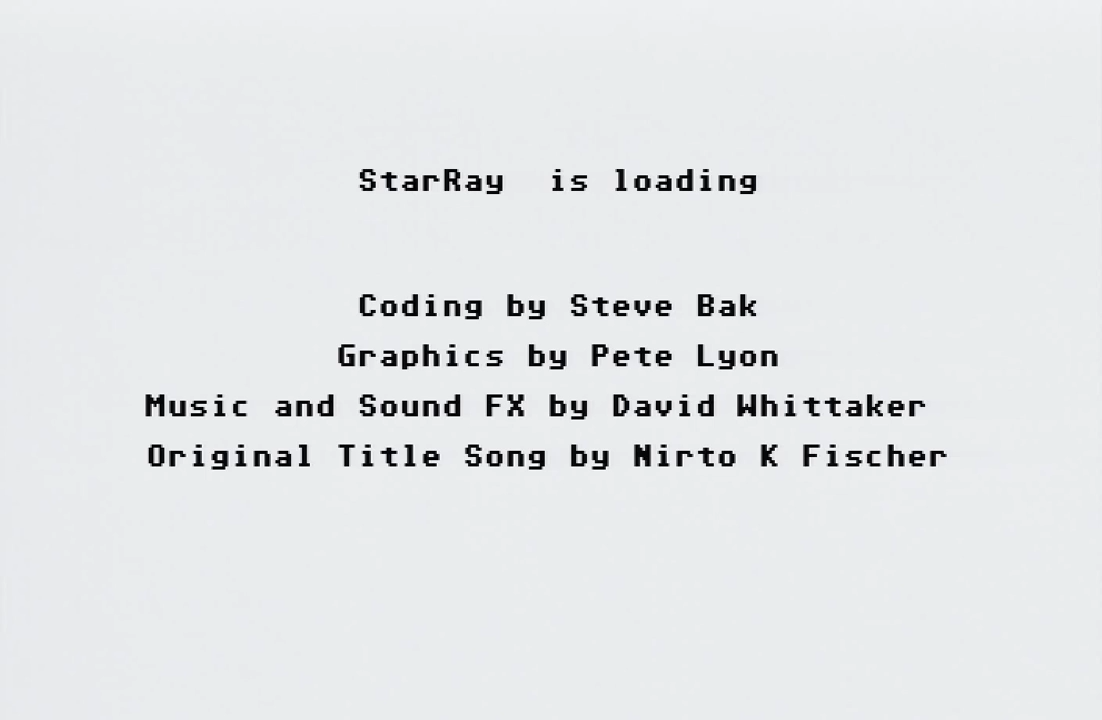 StarRay  is loading
Coding by Steve Bak
Graphics by Pete Lyon
Music and Sound FX by David Whittaker
Original Title Song by Nirto K Fischer